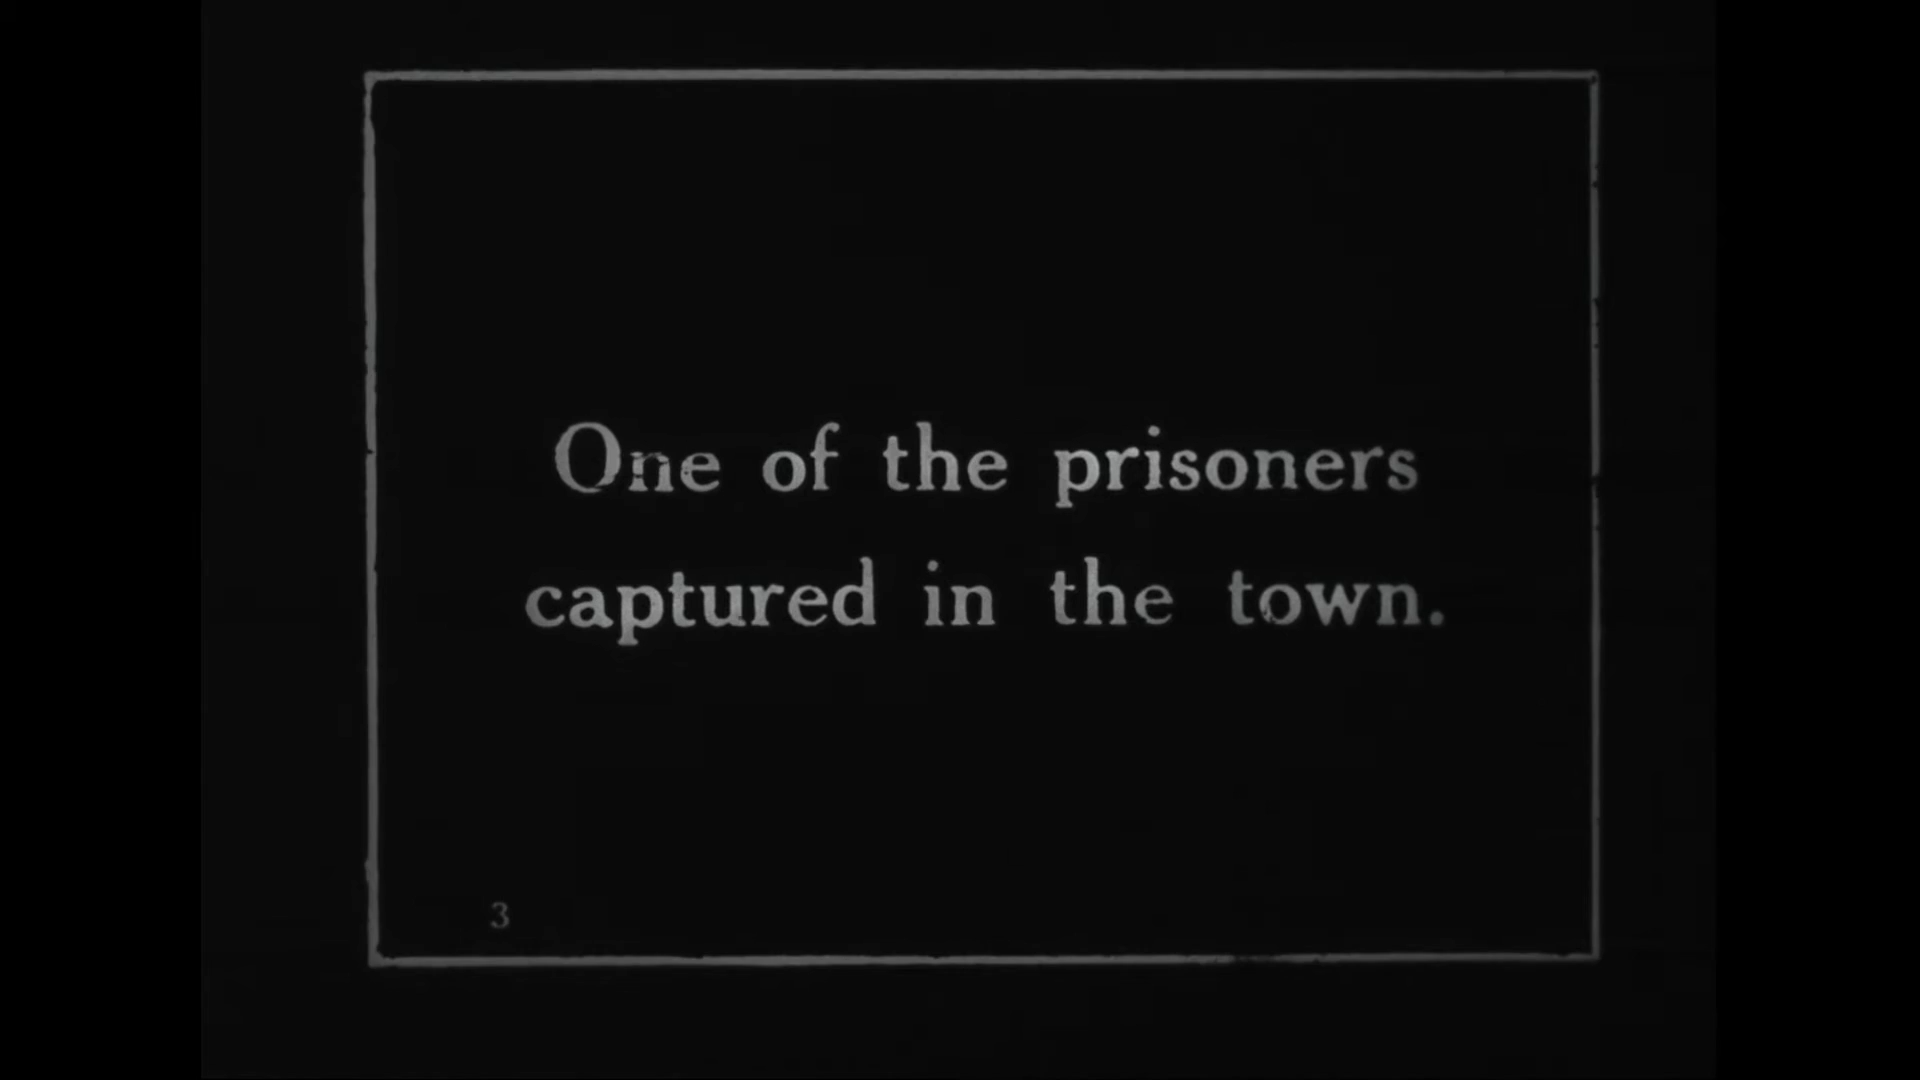 One of the prisoners
captured in the town.
3